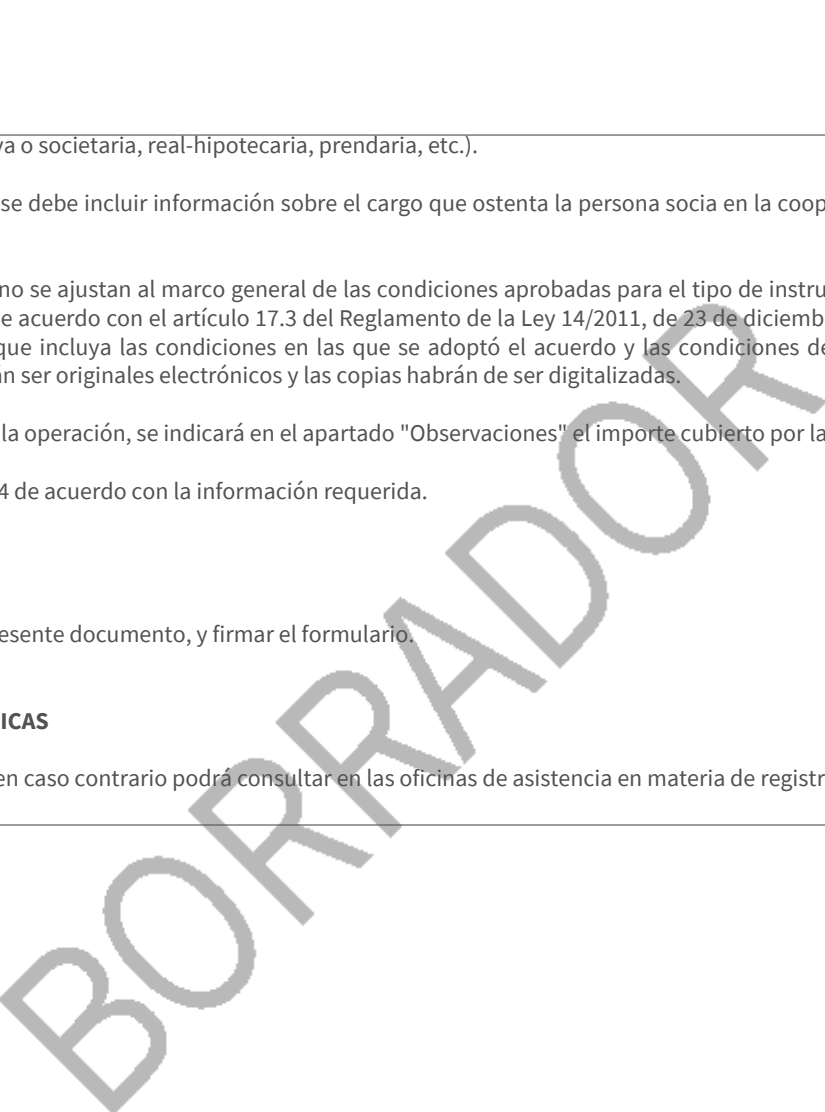 va o societaria, real-hipotecaria, prendaria, etc.).
se debe incluir información sobre el cargo que ostenta la persona socia en la coop
no se ajustan al marco general de las condiciones aprobadas para el tipo de instru
e acuerdo con el artículo 17.3 del Reglamento de la Ley 14/2011, de 23 de diciemb
que incluya las condiciones en las que se adoptó el acuerdo y las condiciones de
án ser originales electrónicos y las copias habrán de ser digitalizadas.
la operación, se indicará en el apartado "Observaciones" el importe cubierto por la
4 de acuerdo con la información requerida.
esente documento, y firmar el formulario.
ICAS
en caso contrario podrá consultar en las oficinas de asistencia en materia de registr
BORRADOR